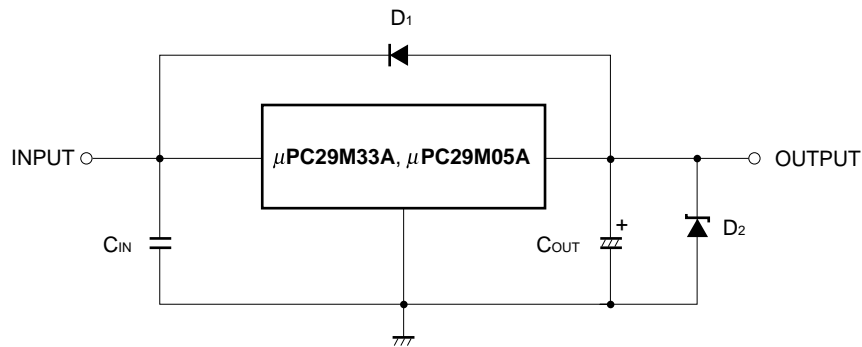 D1
INPUT
μPC29M33A, μPC29M05A
OUTPUT
CIN
COUT
+
D2